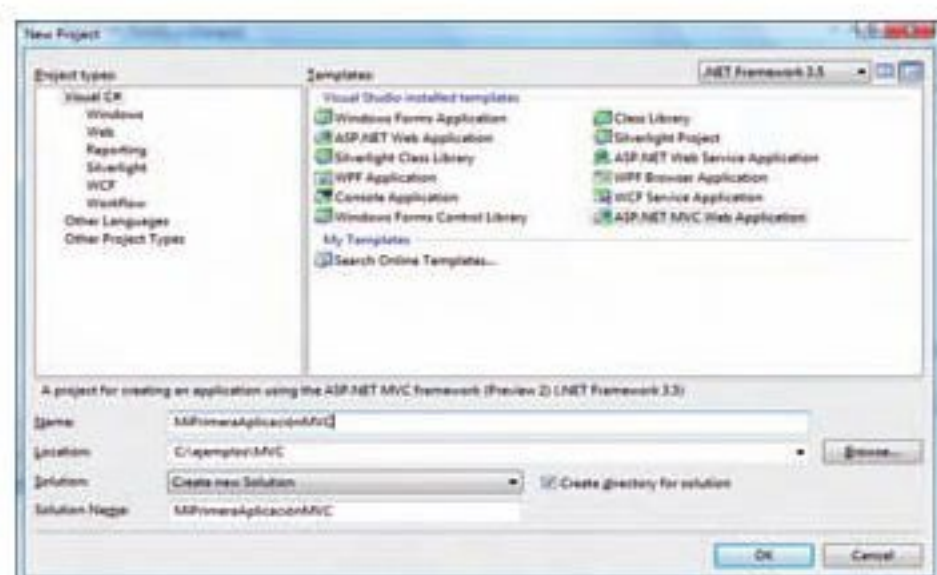 New Project
Project types:
Templates:
.NET Framework 3.5
Visual C#
Windows
Web
Reporting
Silverlight
WCF
Workflow
Other Languages
Other Project Types
Visual Studio installed templates
Windows Forms Application
ASP.NET Web Application
Silverlight Class Library
WPF Application
Console Application
Windows Forms Control Library
Class Library
Silverlight Project
ASP.NET Web Service Application
WPF Browser Application
WCF Service Application
ASP.NET MVC Web Application
My Templates
Search Online Templates...
A project for creating an application using the ASP.NET MVC framework (Preview 2) (.NET Framework 3.5)
Name: MiPrimeraAplicaciónMVC
Location: C:\ejemplos\MVC
Browse...
Solution: Create new Solution
Create directory for solution
Solution Name: MiPrimeraAplicaciónMVC
OK Cancel